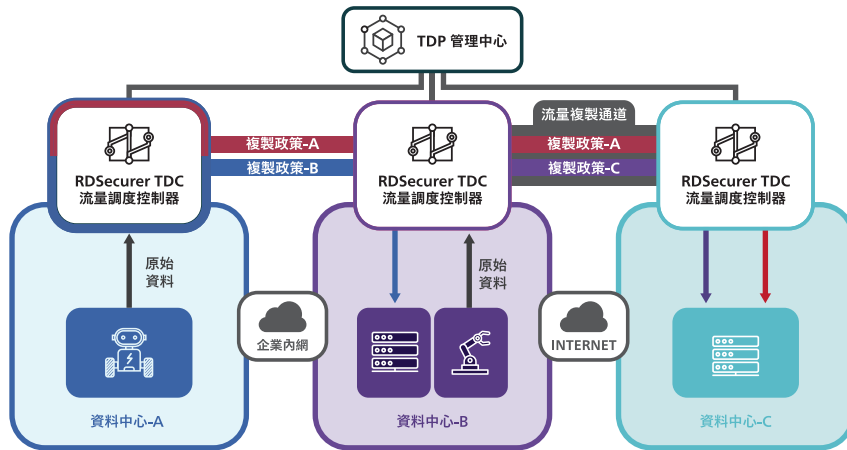 TDP 管理中心
流量複製通道
RDSecurer TDC
流量調度控制器
複製政策-A
複製政策-B
RDSecurer TDC
流量調度控制器
複製政策-A
複製政策-C
RDSecurer TDC
流量調度控制器
原始
資料
原始
資料
企業內網
INTERNET
資料中心-A
資料中心-B
資料中心-C